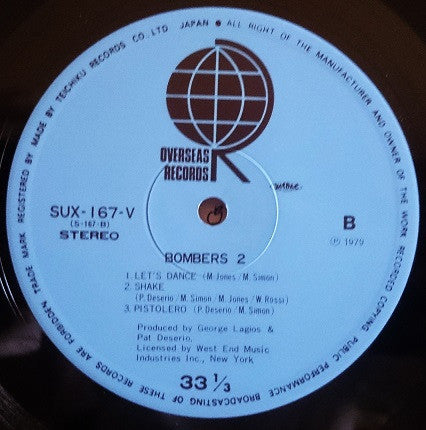 TRADE MARK REGISTERED BY MADE BY TEICHIKU RECORDS CO. LTD JAPAN • ALL RIGHT OF THE MANUFACTURER AND OWNER OF THE WORK RECORDED COPYING PUBLIC PERFORMANCE BROADCASTING OF THESE RECORDS ARE FORBIDDEN
OVERSEAS
RECORDS
SUX-167-V
(S-167-B)
STEREO
B
Ⓟ 1979
BOMBERS 2
1. LET'S DANCE (M. Jones / M. Simon)
2. SHAKE
(P. Deserio / M. Simon / M. Jones / W. Rossi)
3. PISTOLERO (P. Deserio / M. Simon)
Produced by George Lagios &
Pat Deserio,
Licensed by West End Music
Industries Inc., New York
33 1/3